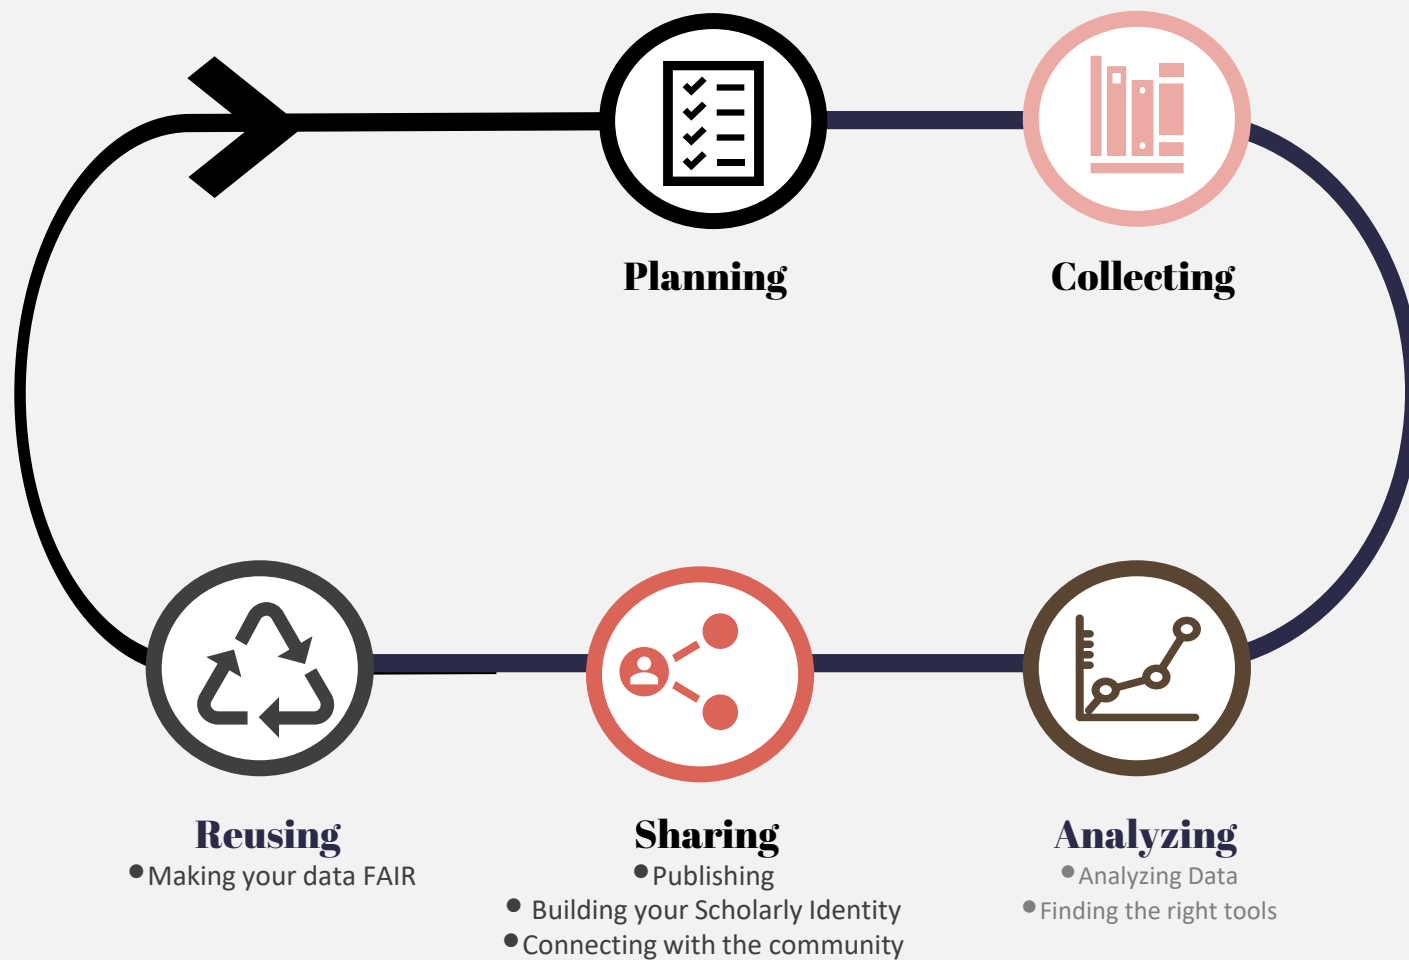 Planning
Collecting
Reusing
•Making your data FAIR
Sharing
•Publishing
• Building your Scholarly Identity
•Connecting with the community
Analyzing
•Analyzing Data
•Finding the right tools